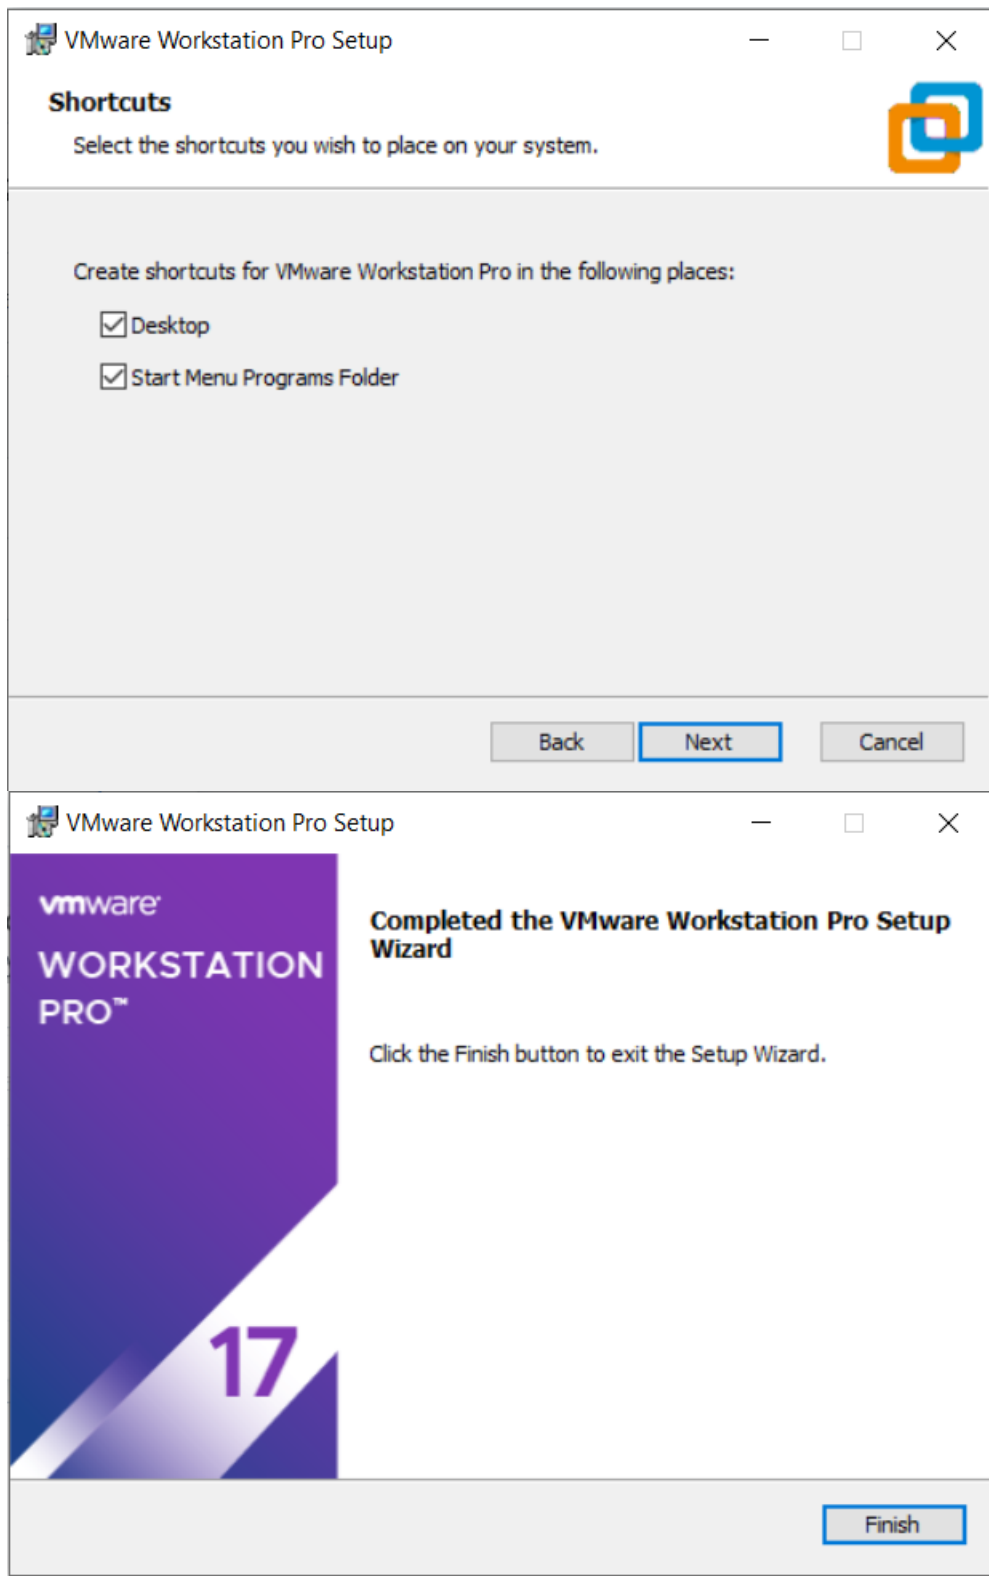 VMware Workstation Pro Setup
Shortcuts
Select the shortcuts you wish to place on your system.
Create shortcuts for VMware Workstation Pro in the following places:
Desktop
Start Menu Programs Folder
Back
Next
Cancel
VMware Workstation Pro Setup
vmware®
WORKSTATION
PRO™
17
Completed the VMware Workstation Pro Setup
Wizard
Click the Finish button to exit the Setup Wizard.
Finish